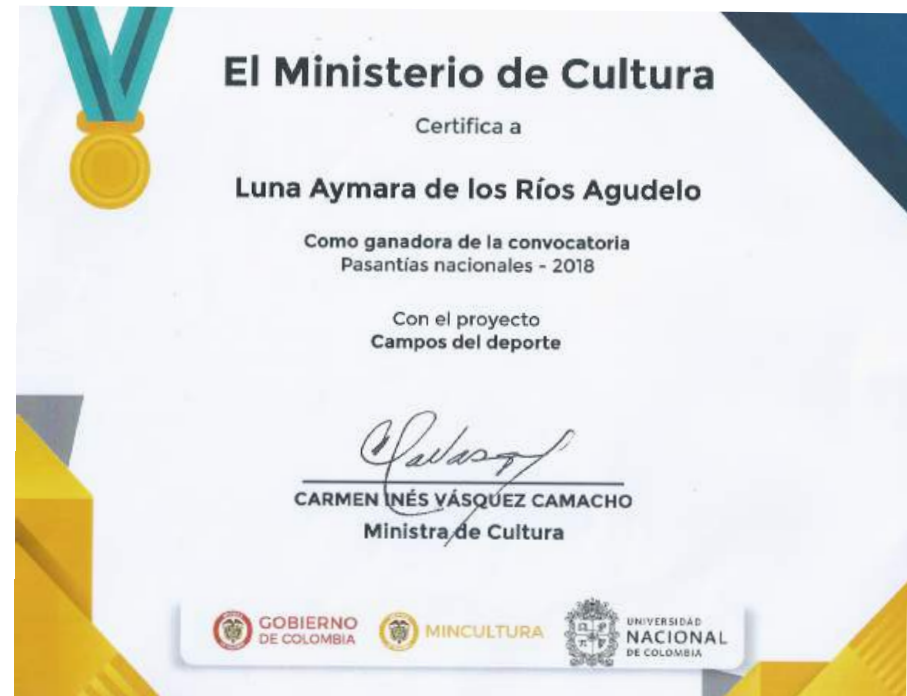 El Ministerio de Cultura
Certifica a
Luna Aymara de los Ríos Agudelo
Como ganadora de la convocatoria
Pasantías nacionales - 2018
Con el proyecto
Campos del deporte
CARMEN INÉS VÁSQUEZ CAMACHO
Ministra de Cultura
GOBIERNO
DE COLOMBIA
MINCULTURA
UNIVERSIDAD
NACIONAL
DE COLOMBIA